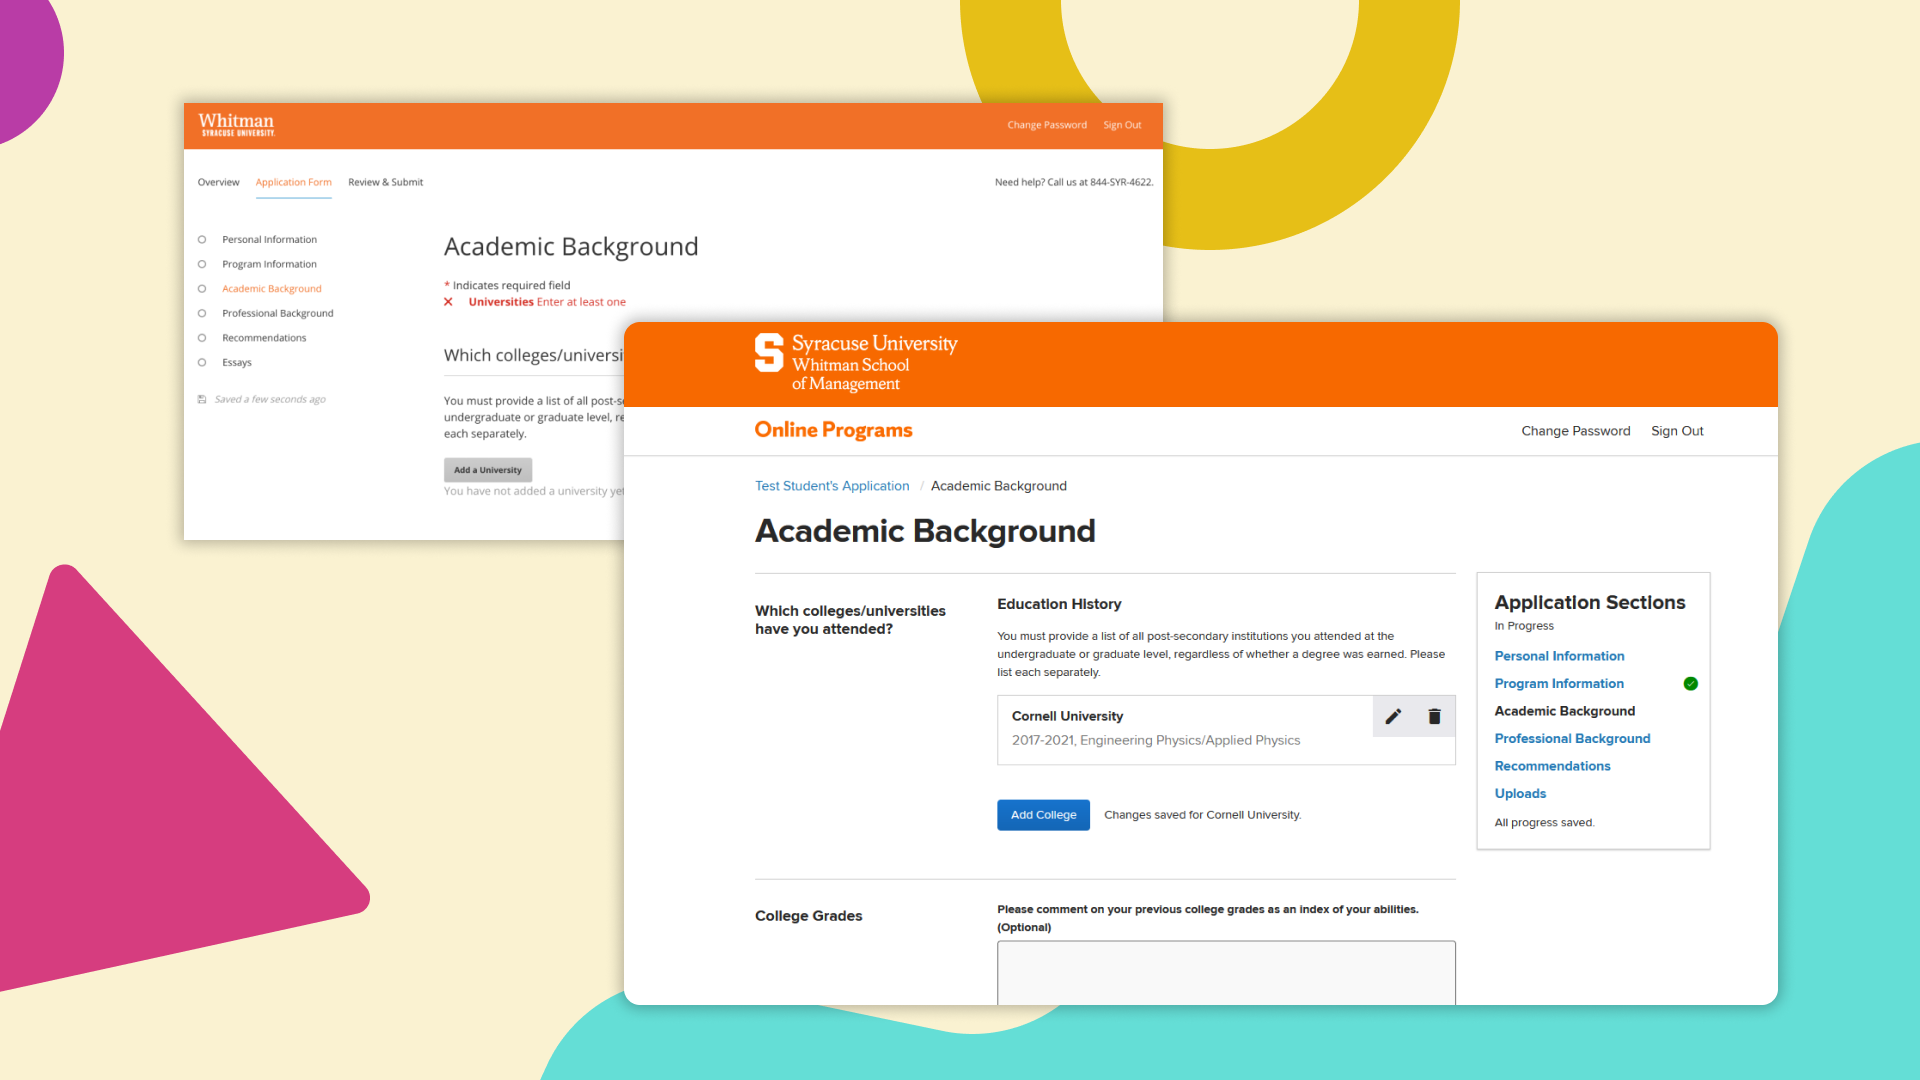 Whitman
SYRACUSE UNIVERSITY.
Change Password
Sign Out
Overview
Application Form
Review & Submit
Need help? Call us at 844-SYR-4622.
Personal Information
Program Information
Academic Background
Professional Background
Recommendations
Essays
Saved a few seconds ago
Academic Background
* Indicates required field
Universities Enter at least one
Which colleges/universi
You must provide a list of all post-s
undergraduate or graduate level, re
each separately.
Add a University
You have not added a university yet
S Syracuse University
Whitman School
of Management
Online Programs
Change Password
Sign Out
Test Student's Application / Academic Background
Academic Background
Which colleges/universities
have you attended?
Education History
You must provide a list of all post-secondary institutions you attended at the
undergraduate or graduate level, regardless of whether a degree was earned. Please
list each separately.
Cornell University
2017-2021, Engineering Physics/Applied Physics
Add College
Changes saved for Cornell University.
College Grades
Please comment on your previous college grades as an index of your abilities.
(Optional)
Application Sections
In Progress
Personal Information
Program Information
Academic Background
Professional Background
Recommendations
Uploads
All progress saved.